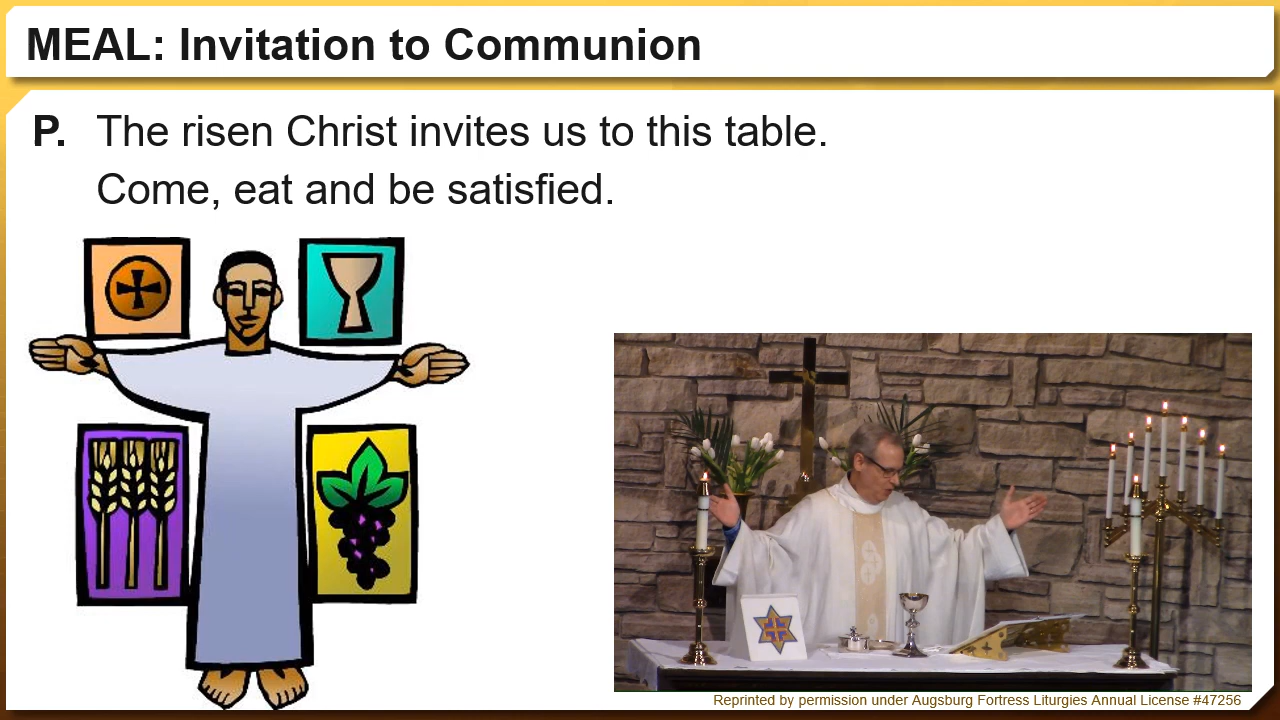 MEAL: Invitation to Communion
P. The risen Christ invites us to this table.
Come, eat and be satisfied.
Reprinted by permission under Augsburg Fortress Liturgies Annual License #47256